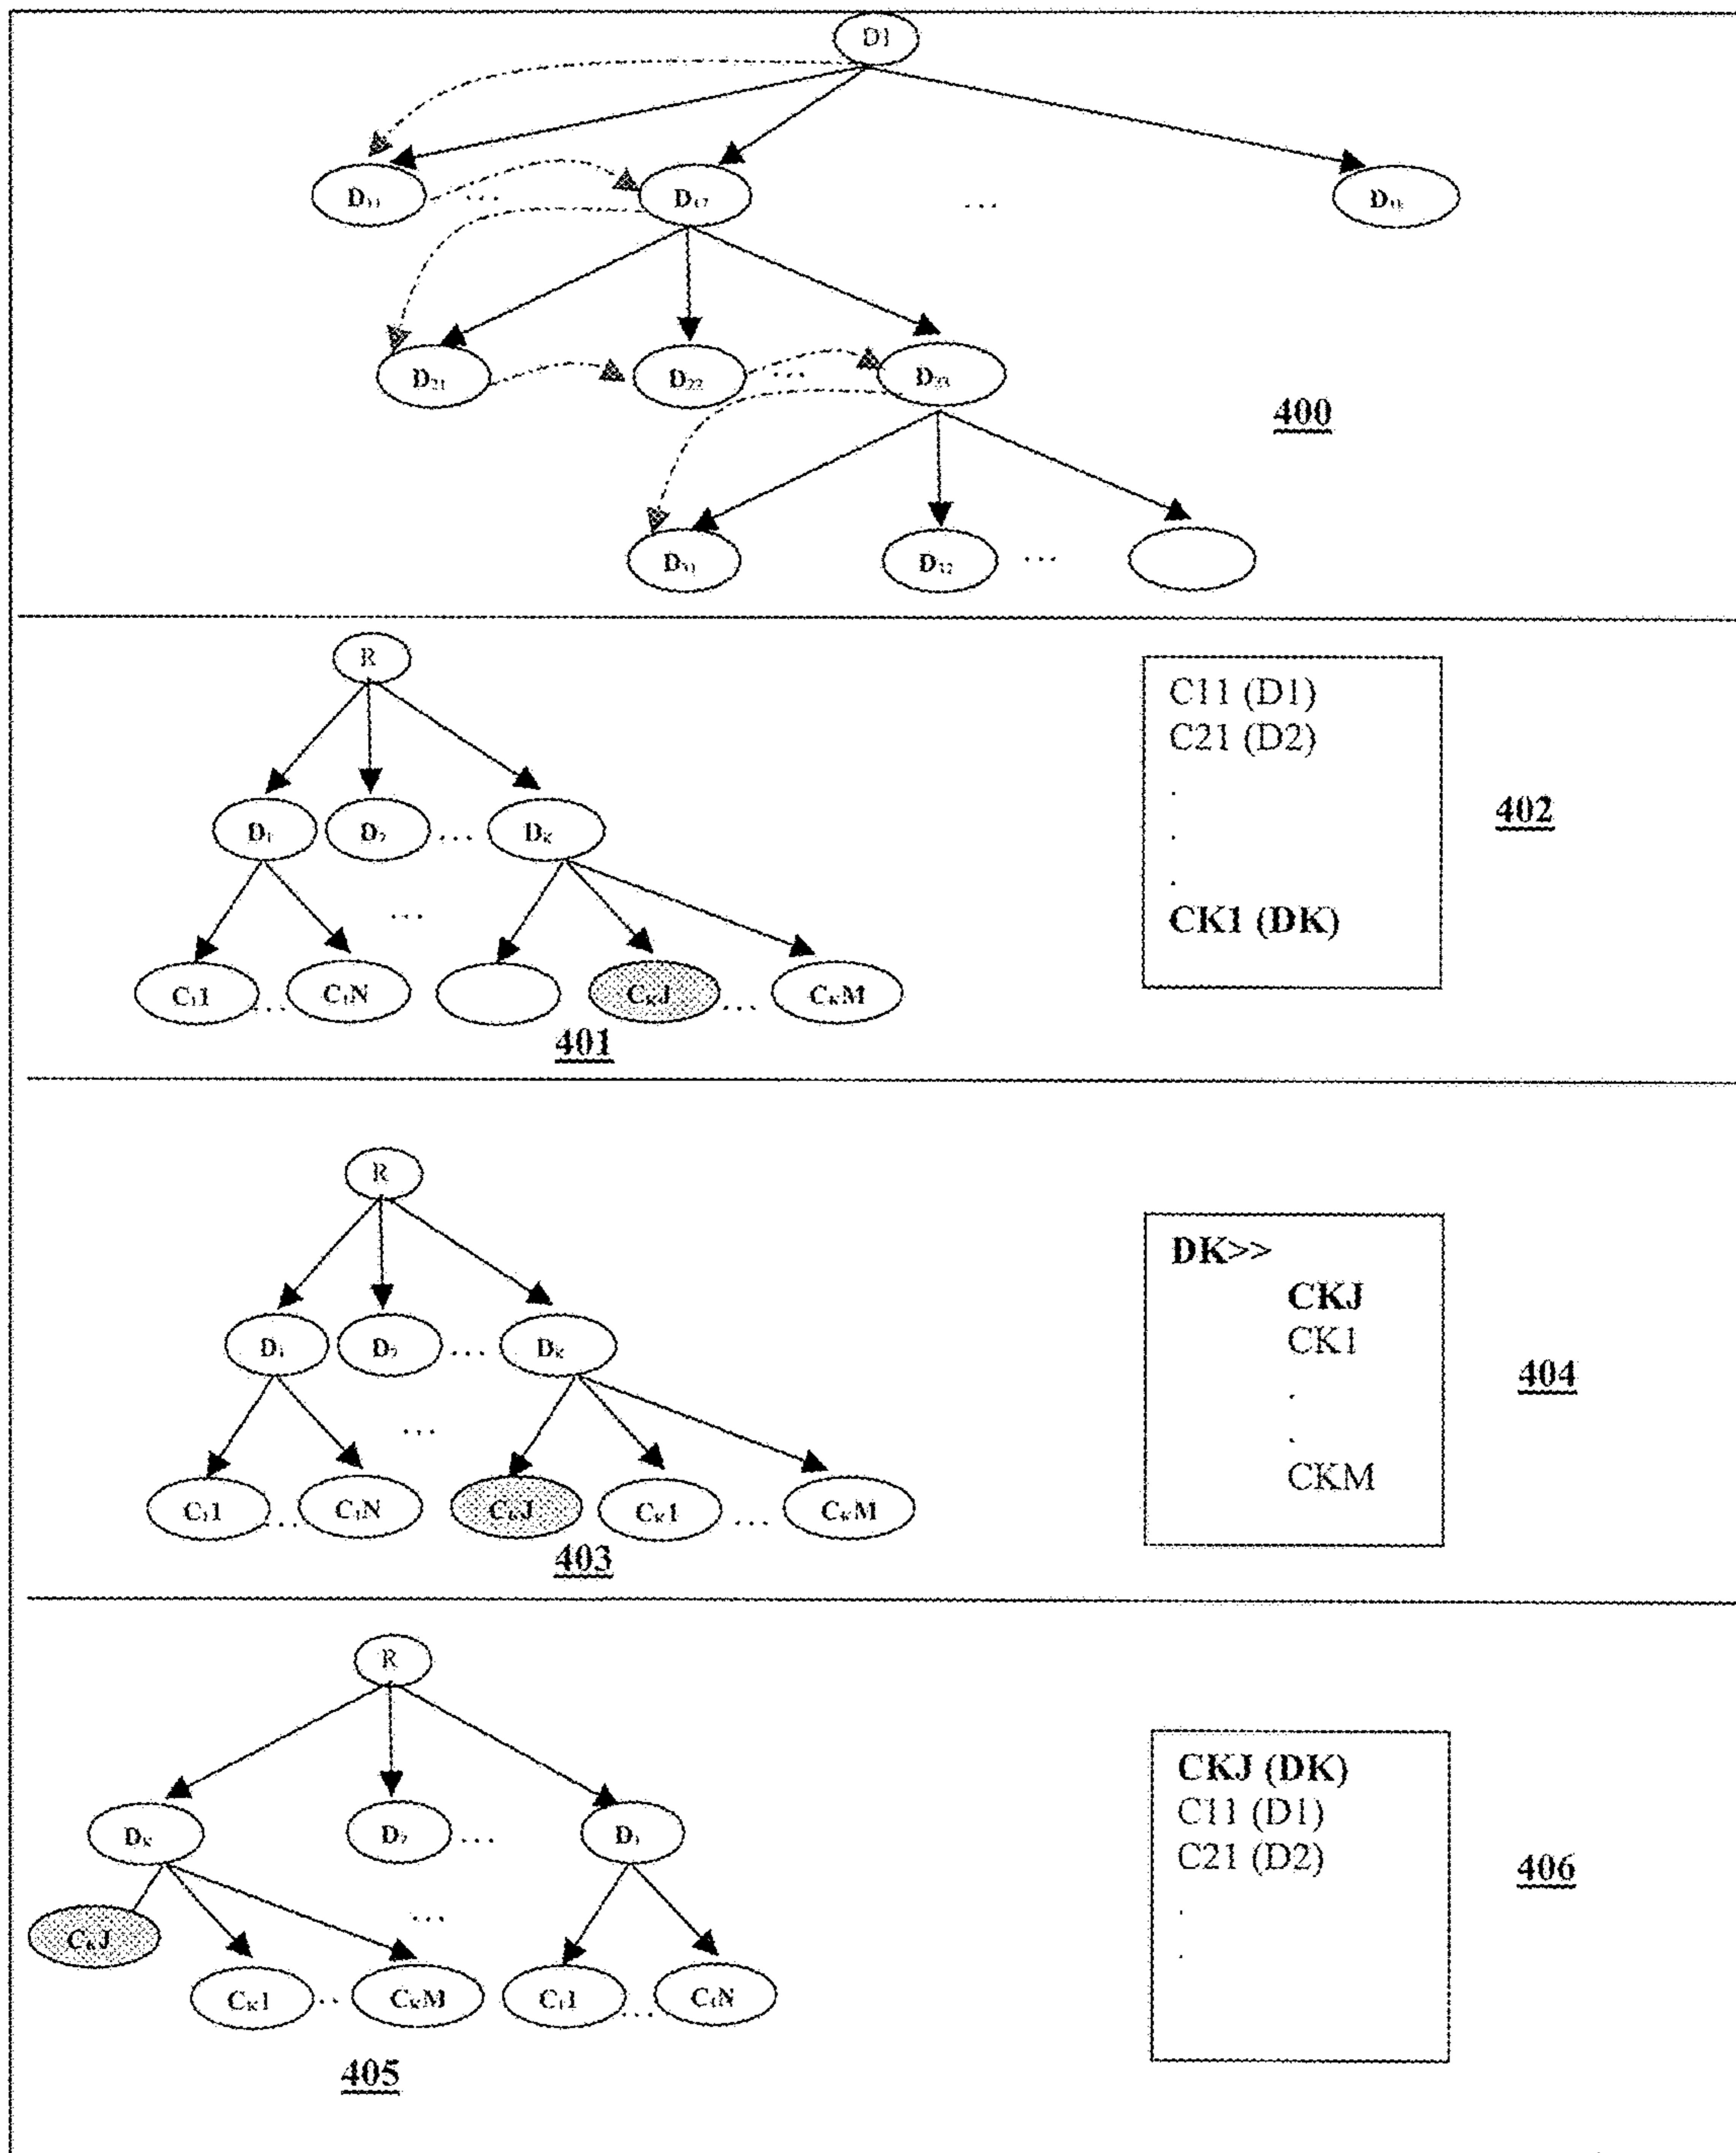 D1
D₁₁ ... D₁₂ ... D₁ₖ
D₂₁ D₂₂ ... D₂₃
400
D₃₁ D₃₂ ...
R
C11 (D1)
C21 (D2)
.
.
.
CK1 (DK)
402
D₁ D₂ ... Dₖ
...
C₁1 ... C₁N CₖJ ... CₖM
401
R
DK>>
CKJ
CK1
.
.
CKM
404
D₁ D₂ ... Dₖ
...
C₁1 ... C₁N CₖJ Cₖ1 ... CₖM
403
R
CKJ (DK)
C11 (D1)
C21 (D2)
.
.
406
Dₖ D₂ ... D₁
...
CₖJ
Cₖ1 ... CₖM C₁1 ... C₁N
405